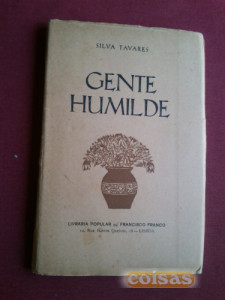 SILVA TAVARES
GENTE
HUMILDE
LIVRARIA POPULAR DE FRANCISCO FRANCO
LISBOA
coisas